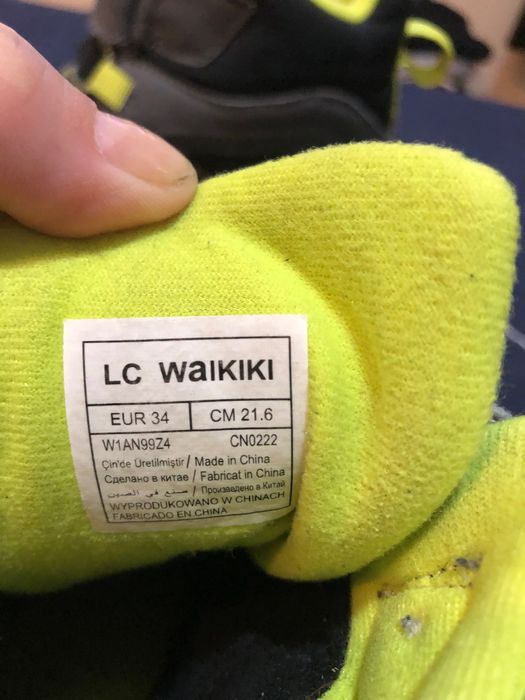 LC WaIKIKI
EUR 34 CM 21.6
W1AN99Z4 CN0222
Çin'de Üretilmiştir / Made in China
Сделано в китае / Fabricat in China
صنع في الصين / Произведено в Китай
WYPRODUKOWANO W CHINACH
FABRICADO EN CHINA